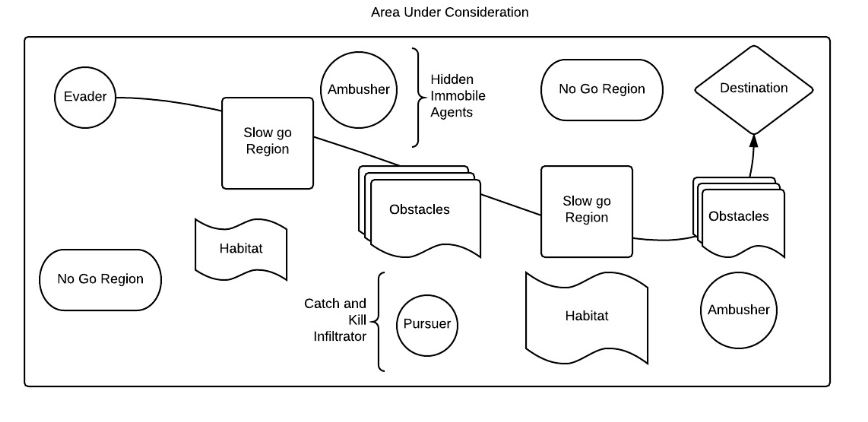 Area Under Consideration
Evader
Ambusher
Hidden
Immobile
Agents
No Go Region
Destination
Slow go
Region
Obstacles
Slow go
Region
Obstacles
Habitat
No Go Region
Catch and
Kill
Infiltrator
Pursuer
Habitat
Ambusher